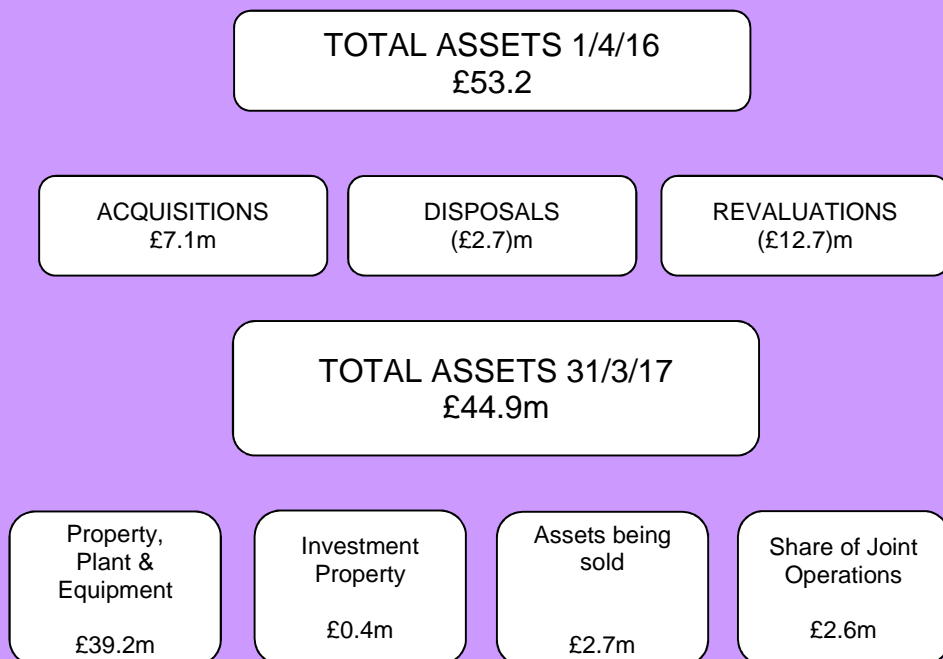 TOTAL ASSETS 1/4/16
£53.2
ACQUISITIONS
£7.1m
DISPOSALS
(£2.7)m
REVALUATIONS
(£12.7)m
TOTAL ASSETS 31/3/17
£44.9m
Property,
Plant &
Equipment
£39.2m
Investment
Property
£0.4m
Assets being
sold
£2.7m
Share of Joint
Operations
£2.6m